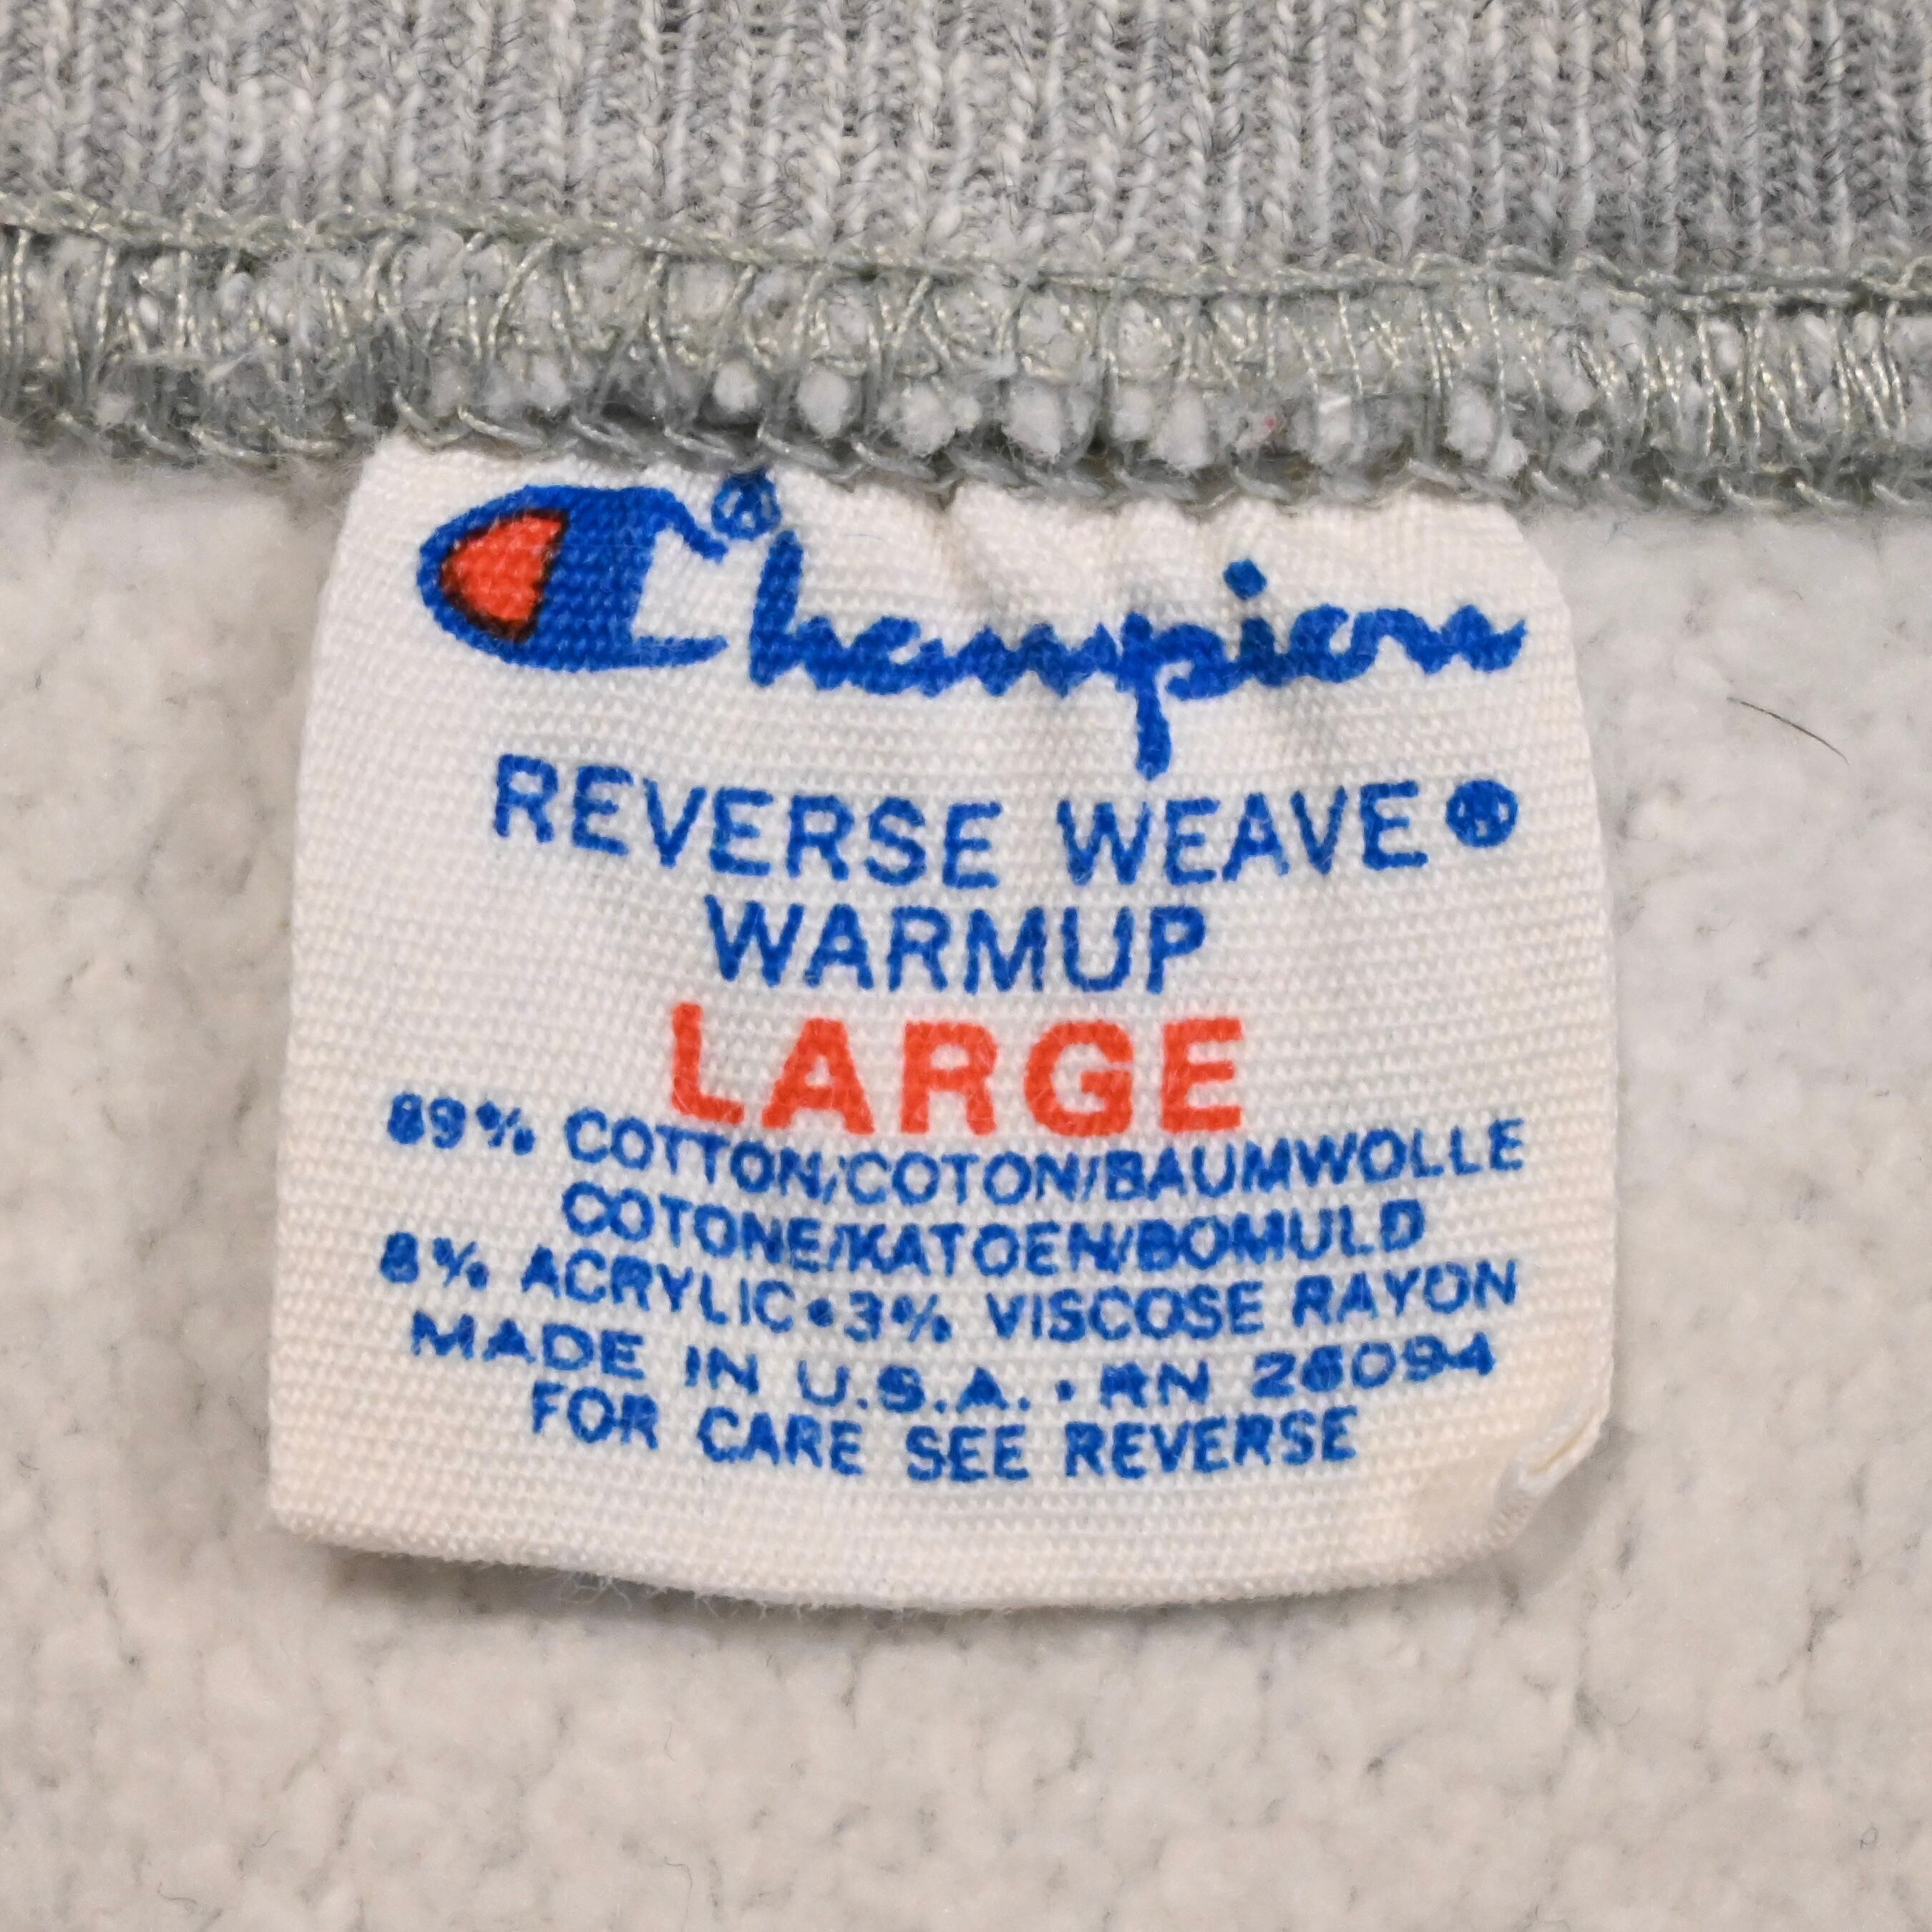 Champion®
REVERSE WEAVE®
WARMUP
LARGE
89% COTTON/COTON/BAUMWOLLE
COTONE/KATOEN/BOMULD
8% ACRYLIC•3% VISCOSE RAYON
MADE IN U.S.A. • RN 26094
FOR CARE SEE REVERSE